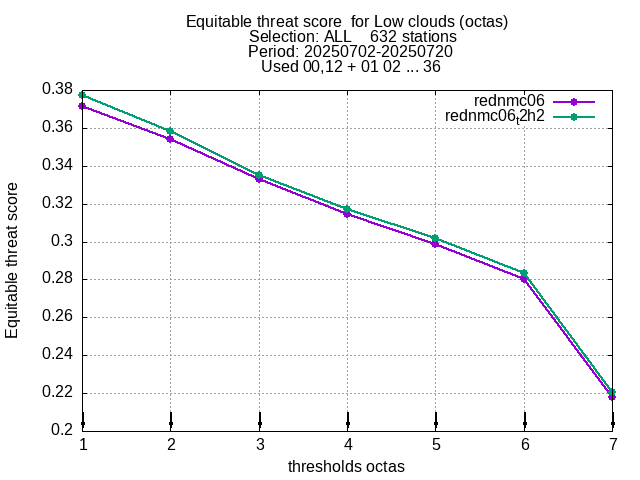 Equitable threat score  for Low clouds (octas)
Selection: ALL    632 stations
Period: 20250702-20250720
Used 00,12 + 01 02 ... 36
rednmc06
rednmc06t2h2
0.38
0.36
0.34
0.32
0.3
0.28
0.26
0.24
0.22
0.2
Equitable threat score
1 2 3 4 5 6 7
thresholds octas